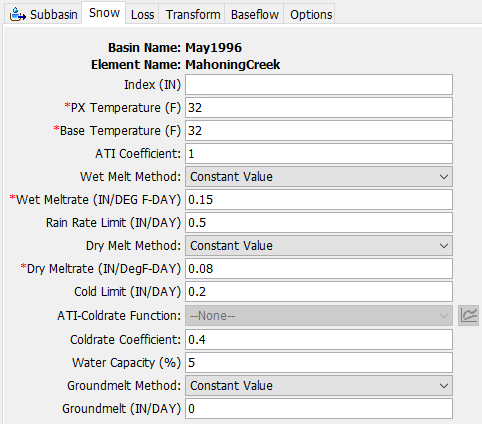 Subbasin Snow Loss Transform Baseflow Options
Basin Name: May1996
Element Name: MahoningCreek
Index (IN)
*PX Temperature (F) 32
*Base Temperature (F) 32
ATI Coefficient: 1
Wet Melt Method: Constant Value
*Wet Meltrate (IN/DEG F-DAY) 0.15
Rain Rate Limit (IN/DAY) 0.5
Dry Melt Method: Constant Value
*Dry Meltrate (IN/DegF-DAY) 0.08
Cold Limit (IN/DAY) 0.2
ATI-Coldrate Function: --None--
Coldrate Coefficient: 0.4
Water Capacity (%) 5
Groundmelt Method: Constant Value
Groundmelt (IN/DAY) 0